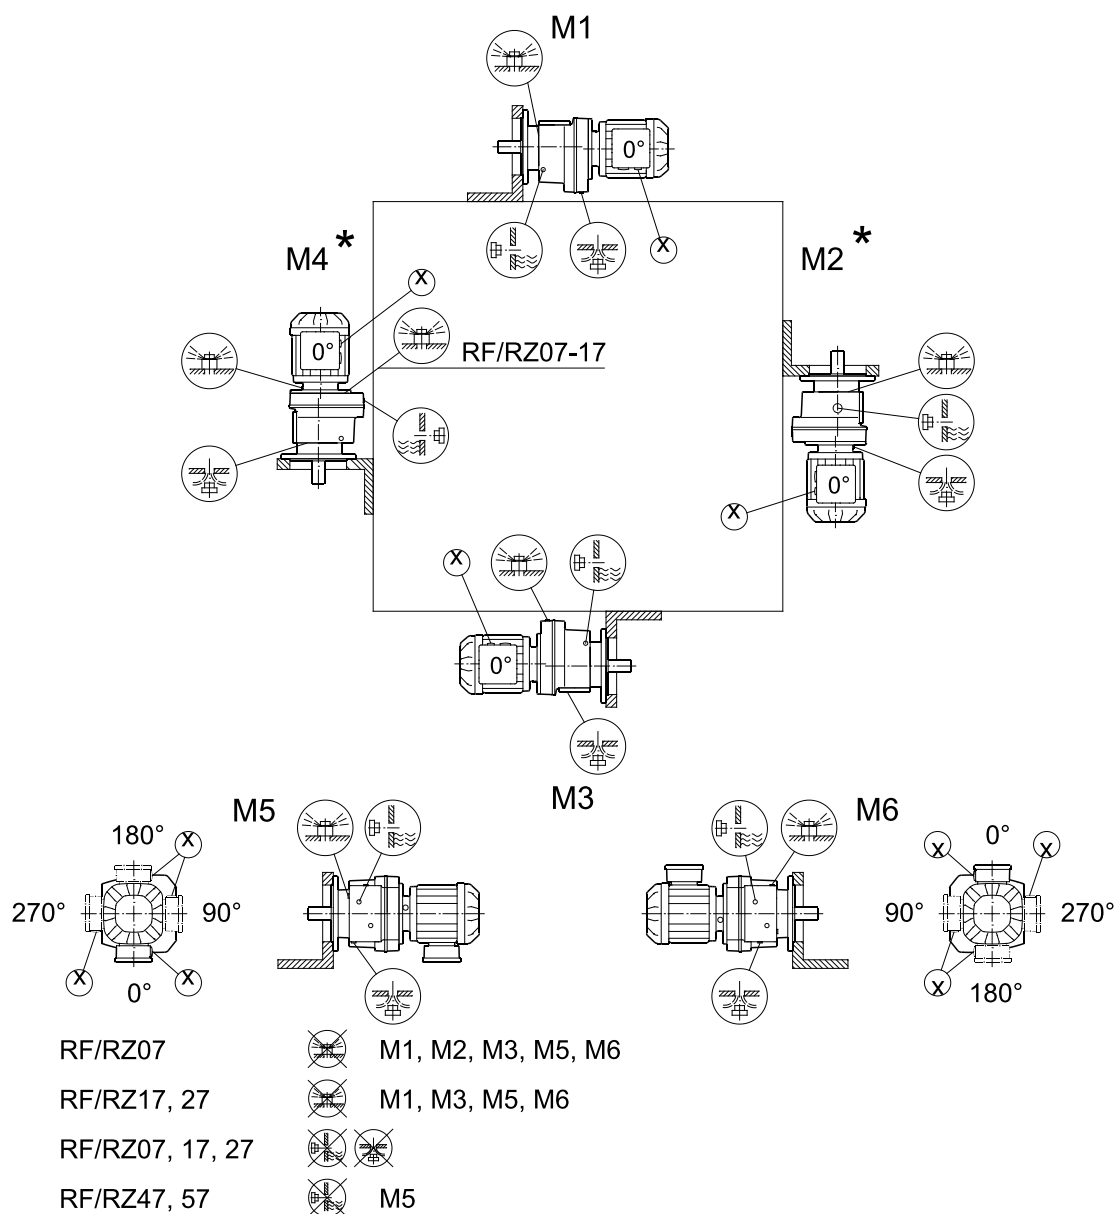 M1
0°
X
M4 *
M2 *
X
0°
RF/RZ07-17
0°
X
X
0°
M3
M5
M6
180°
X
270°
90°
X
0°
X
X
0°
X
90°
270°
X
180°
RF/RZ07
M1, M2, M3, M5, M6
RF/RZ17, 27
M1, M3, M5, M6
RF/RZ07, 17, 27
RF/RZ47, 57
M5